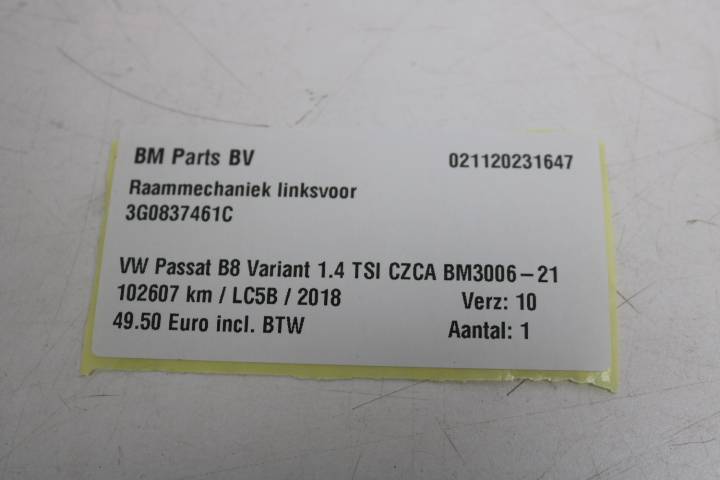 BM Parts BV 021120231647
Raammechaniek linksvoor
3G0837461C
VW Passat B8 Variant 1.4 TSI CZCA BM3006-21
102607 km / LC5B / 2018 Verz: 10
49.50 Euro incl. BTW Aantal: 1